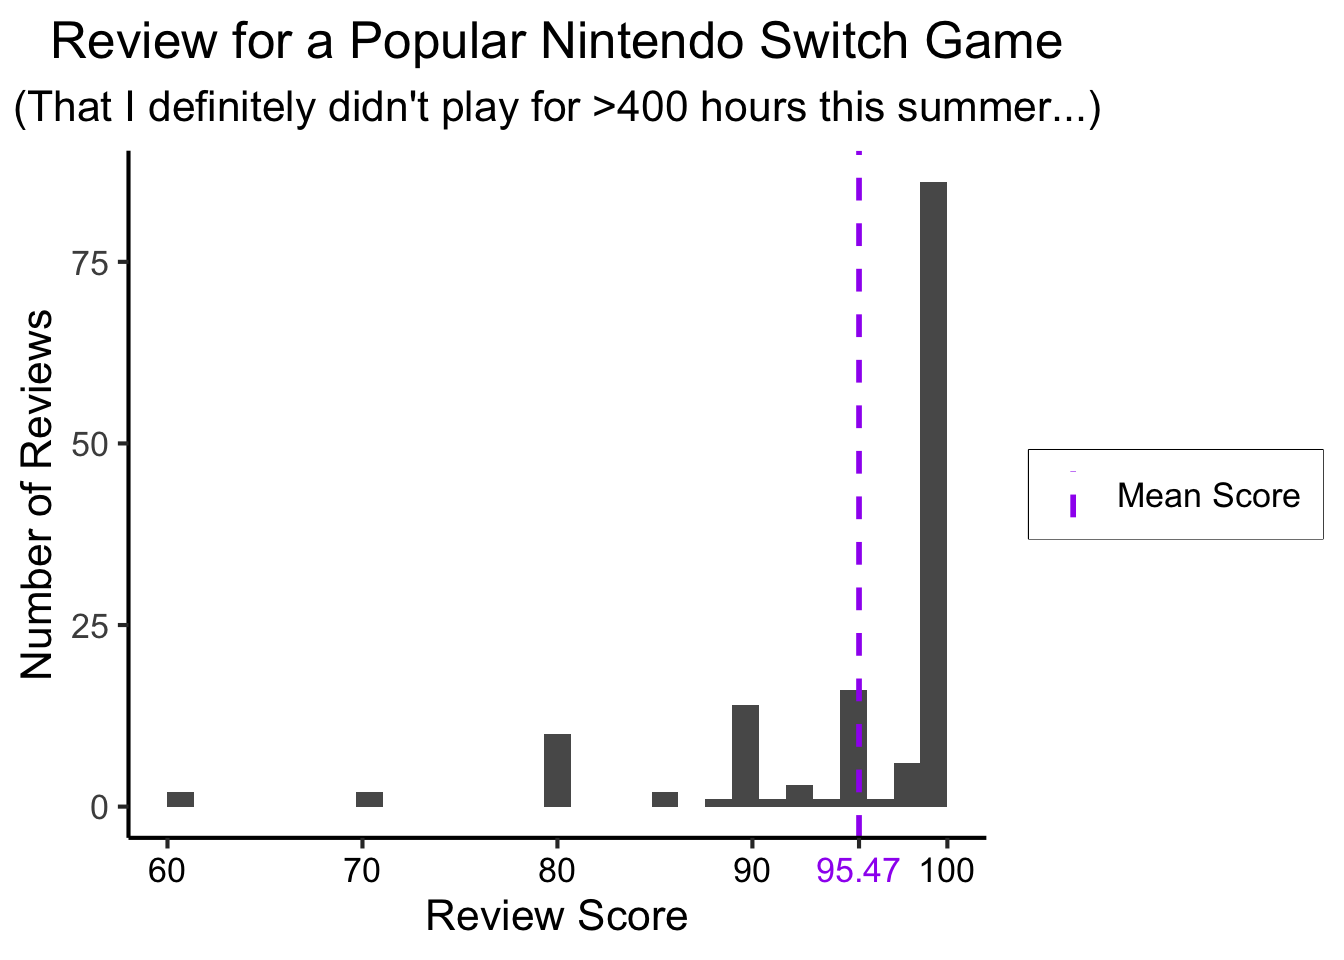 Review for a Popular Nintendo Switch Game
(That I definitely didn't play for >400 hours this summer...)
Number of Reviews
75
50
25
0
60 70 80 90 95.47 100
Review Score
Mean Score